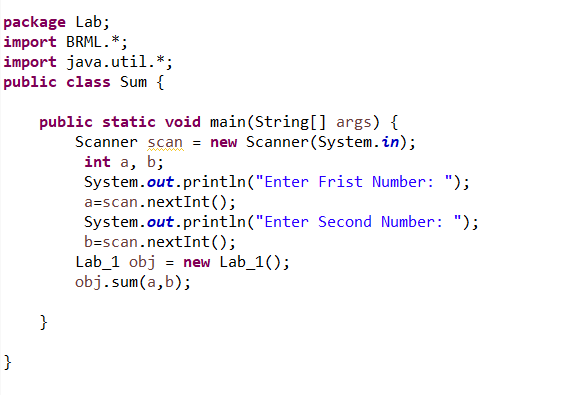 package Lab;
import BRML.*;
import java.util.*;
public class Sum {
public static void main(String[] args) {
Scanner scan = new Scanner(System.in);
int a, b;
System.out.println("Enter Frist Number: ");
a=scan.nextInt();
System.out.println("Enter Second Number: ");
b=scan.nextInt();
Lab_1 obj = new Lab_1();
obj.sum(a,b);
}
}